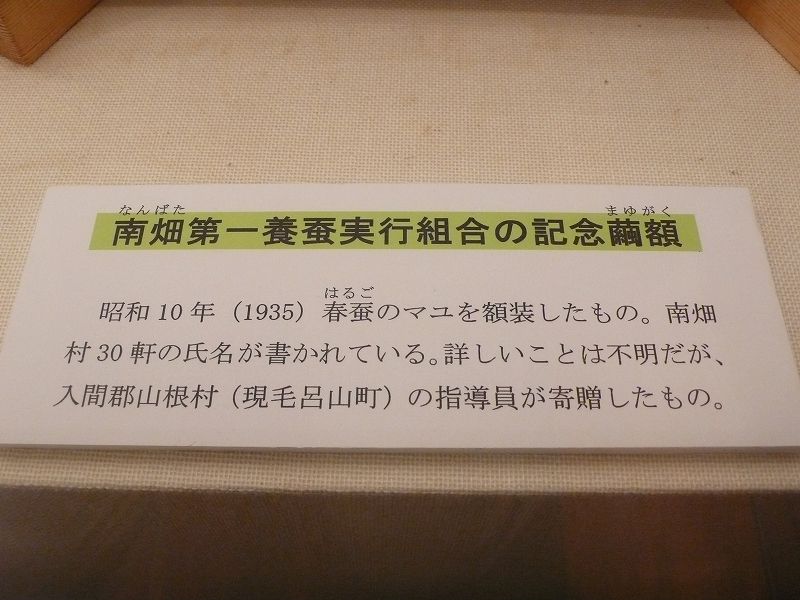 なんばた まゆがく
南畑第一養蚕実行組合の記念繭額
はるご
昭和10年（1935）春蚕のマユを額装したもの。南畑
村30軒の氏名が書かれている。詳しいことは不明だが、
入間郡山根村（現毛呂山町）の指導員が寄贈したもの。